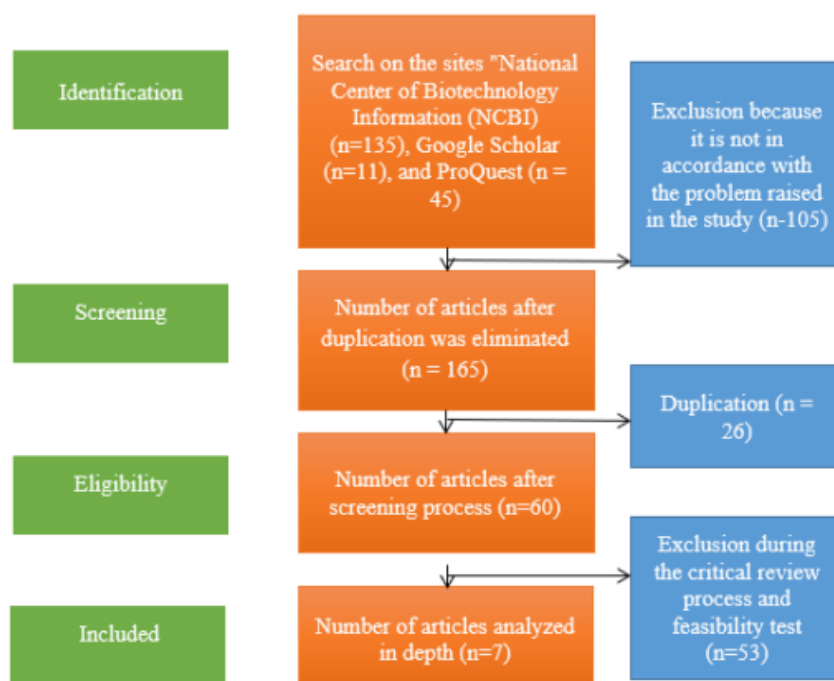 Identification
Search on the sites "National
Center of Biotechnology
Information (NCBI)
(n=135), Google Scholar
(n=11), and ProQuest (n =
45)
Exclusion because
it is not in
accordance with
the problem raised
in the study (n-105)
Screening
Number of articles after
duplication was eliminated
(n = 165)
Duplication (n =
26)
Eligibility
Number of articles after
screening process (n=60)
Exclusion during
the critical review
process and
feasibility test
(n=53)
Included
Number of articles analyzed
in depth (n=7)